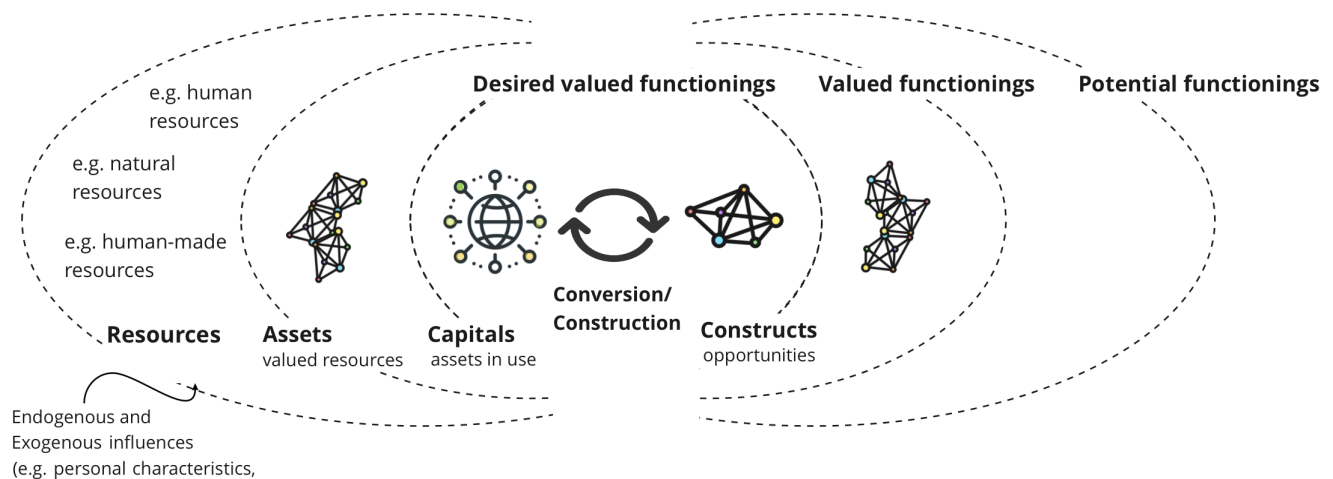 Desired valued functionings
Valued functionings
Potential functionings
e.g. human
resources
e.g. natural
resources
e.g. human-made
resources
Conversion/
Construction
Resources
Assets
valued resources
Capitals
assets in use
Constructs
opportunities
Endogenous and
Exogenous influences
(e.g. personal characteristics,